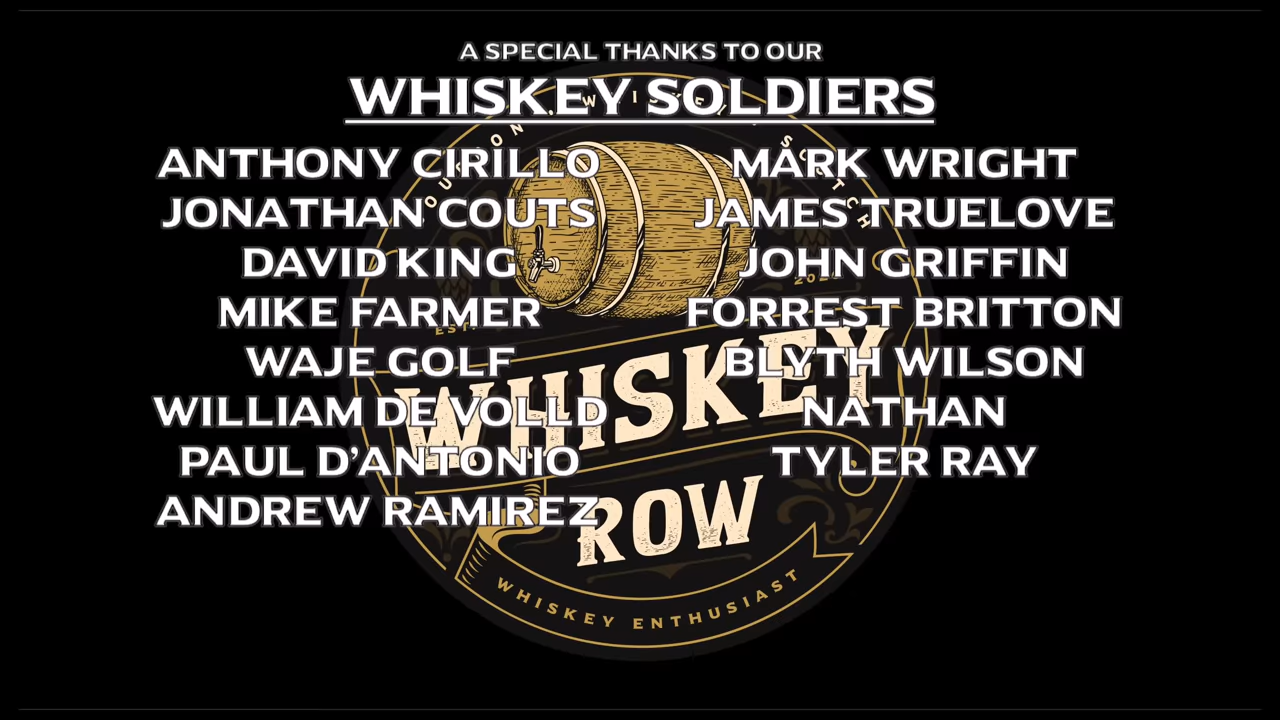 A SPECIAL THANKS TO OUR
WHISKEY SOLDIERS
ANTHONY CIRILLO
JONATHAN COUTS
DAVID KING
MIKE FARMER
WAJE GOLF
WILLIAM DE VOLLD
PAUL D’ANTONIO
ANDREW RAMIREZ
MARK WRIGHT
JAMES TRUELOVE
JOHN GRIFFIN
FORREST BRITTON
BLYTH WILSON
NATHAN
TYLER RAY
EST.
WHISKEY
ROW
WHISKEY ENTHUSIAST